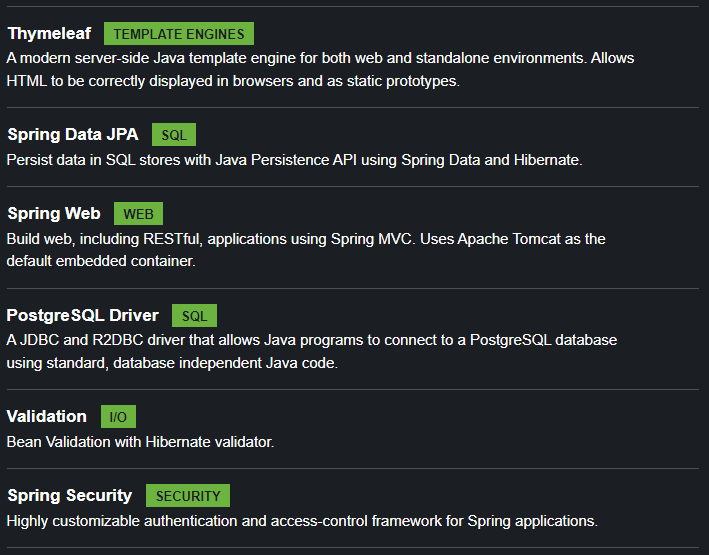 Thymeleaf TEMPLATE ENGINES
A modern server-side Java template engine for both web and standalone environments. Allows
HTML to be correctly displayed in browsers and as static prototypes.
Spring Data JPA SQL
Persist data in SQL stores with Java Persistence API using Spring Data and Hibernate.
Spring Web WEB
Build web, including RESTful, applications using Spring MVC. Uses Apache Tomcat as the
default embedded container.
PostgreSQL Driver SQL
A JDBC and R2DBC driver that allows Java programs to connect to a PostgreSQL database
using standard, database independent Java code.
Validation I/O
Bean Validation with Hibernate validator.
Spring Security SECURITY
Highly customizable authentication and access-control framework for Spring applications.